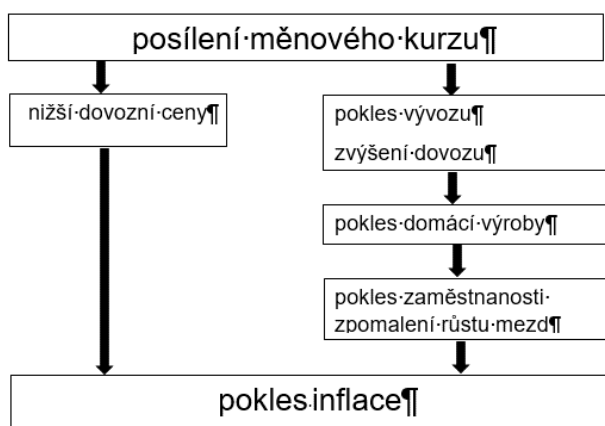 posílení·měnového·kurzu¶
nižší·dovozní·ceny¶
pokles·vývozu¶
zvýšení·dovozu¶
pokles·domácí·výroby¶
pokles·zaměstnanosti·
zpomalení·růstu·mezd¶
pokles·inflace¶